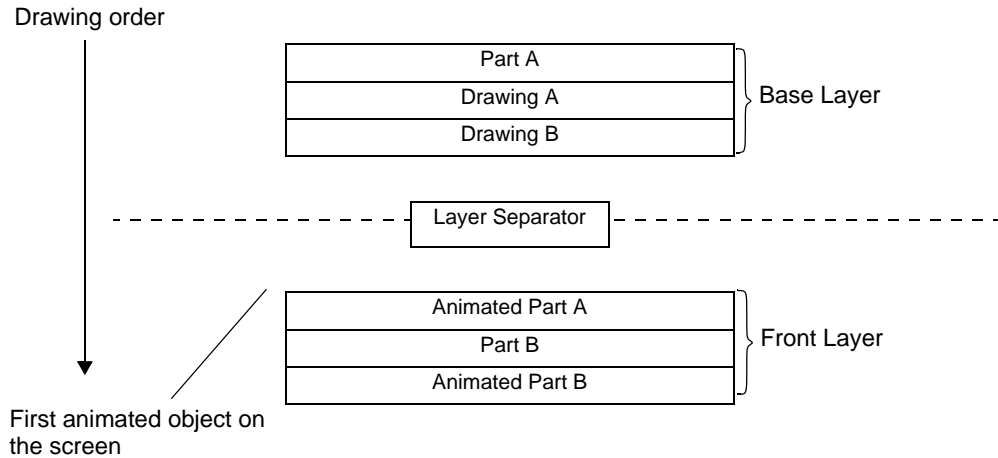 Drawing order
Part A
Drawing A
Base Layer
Drawing B
Layer Separator
Animated Part A
Part B
Front Layer
Animated Part B
First animated object on
the screen